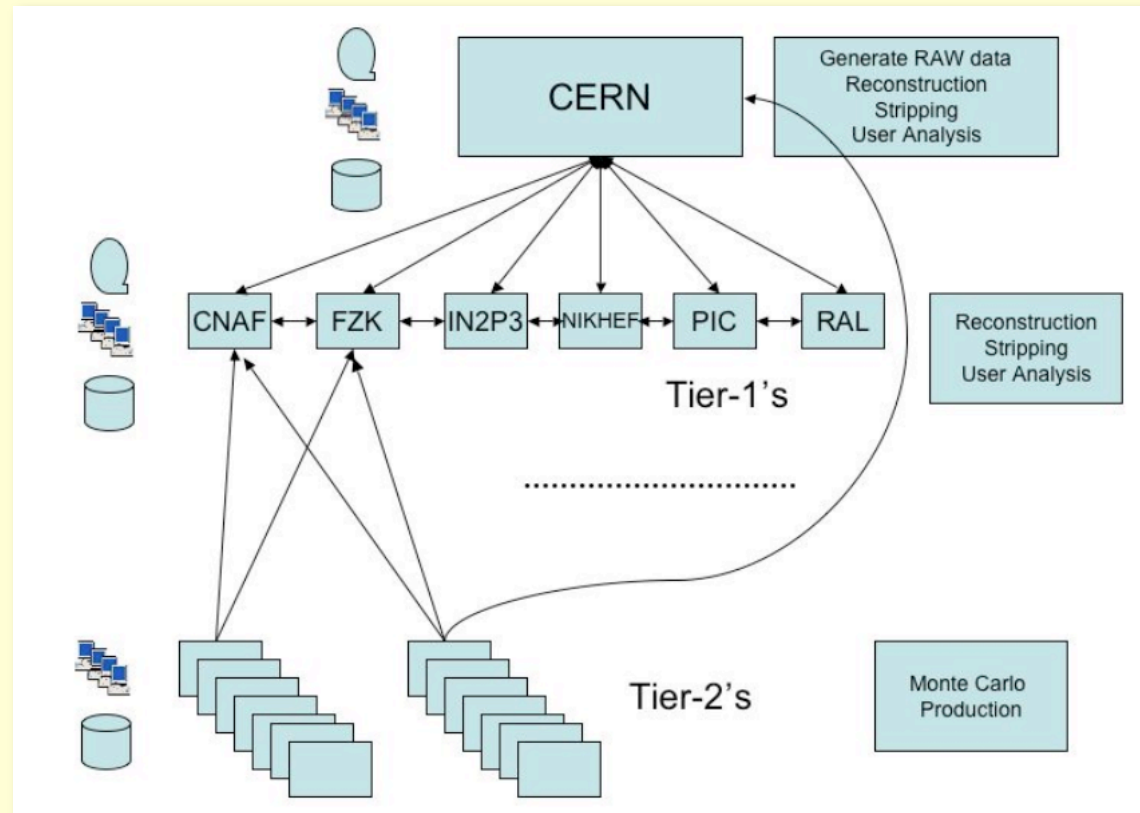 CERN
Generate RAW data
Reconstruction
Stripping
User Analysis
CNAF
FZK
IN2P3
NIKHEF
PIC
RAL
Reconstruction
Stripping
User Analysis
Tier-1's
Tier-2's
Monte Carlo
Production